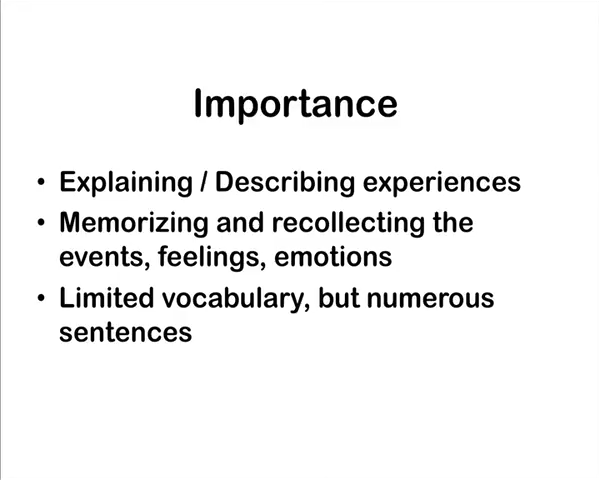 Importance
• Explaining / Describing experiences
• Memorizing and recollecting the
events, feelings, emotions
• Limited vocabulary, but numerous
sentences